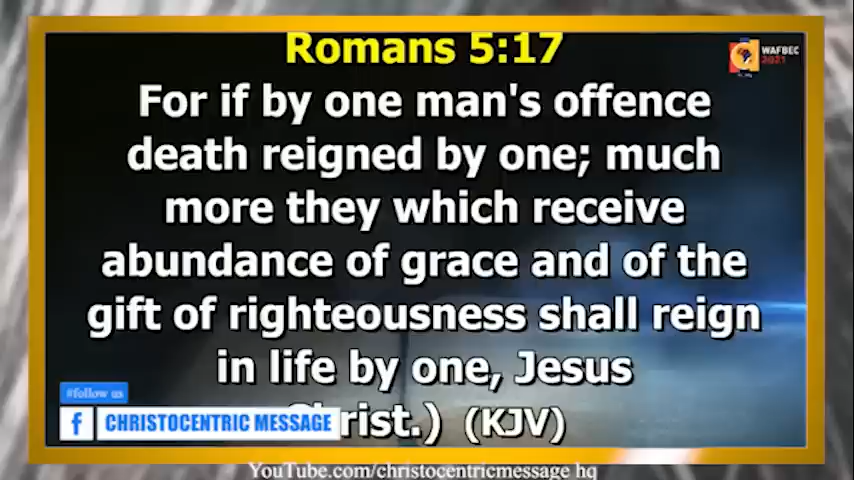 Romans 5:17
WAFBEC
2021
For if by one man's offence
death reigned by one; much
more they which receive
abundance of grace and of the
gift of righteousness shall reign
in life by one, Jesus
Christ.) (KJV)
#follow us
f CHRISTOCENTRIC MESSAGE
YouTube.com/christocentricmessage hq